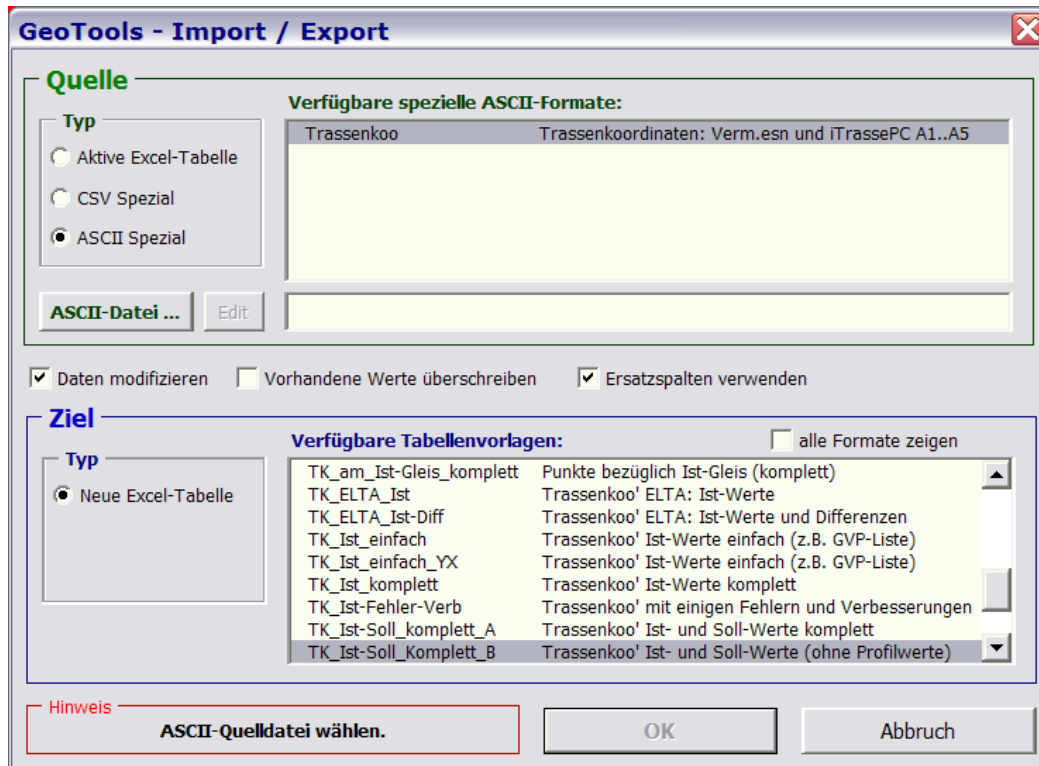 GeoTools - Import / Export
Quelle
Typ
Aktive Excel-Tabelle
CSV Spezial
ASCII Spezial
Verfügbare spezielle ASCII-Formate:
Trassenkoo Trassenkoordinaten: Verm.esn und iTrassePC A1..A5
ASCII-Datei ... Edit
Daten modifizieren Vorhandene Werte überschreiben Ersatzspalten verwenden
Ziel
Typ
Neue Excel-Tabelle
Verfügbare Tabellenvorlagen: alle Formate zeigen
TK_am_Ist-Gleis_komplett Punkte bezüglich Ist-Gleis (komplett)
TK_ELTA_Ist Trassenkoo' ELTA: Ist-Werte
TK_ELTA_Ist-Diff Trassenkoo' ELTA: Ist-Werte und Differenzen
TK_Ist_einfach Trassenkoo' Ist-Werte einfach (z.B. GVP-Liste)
TK_Ist_einfach_YX Trassenkoo' Ist-Werte einfach (z.B. GVP-Liste)
TK_Ist_komplett Trassenkoo' Ist-Werte komplett
TK_Ist-Fehler-Verb Trassenkoo' mit einigen Fehlern und Verbesserungen
TK_Ist-Soll_komplett_A Trassenkoo' Ist- und Soll-Werte komplett
TK_Ist-Soll_Komplett_B Trassenkoo' Ist- und Soll-Werte (ohne Profilwerte)
Hinweis
ASCII-Quelldatei wählen.
OK Abbruch